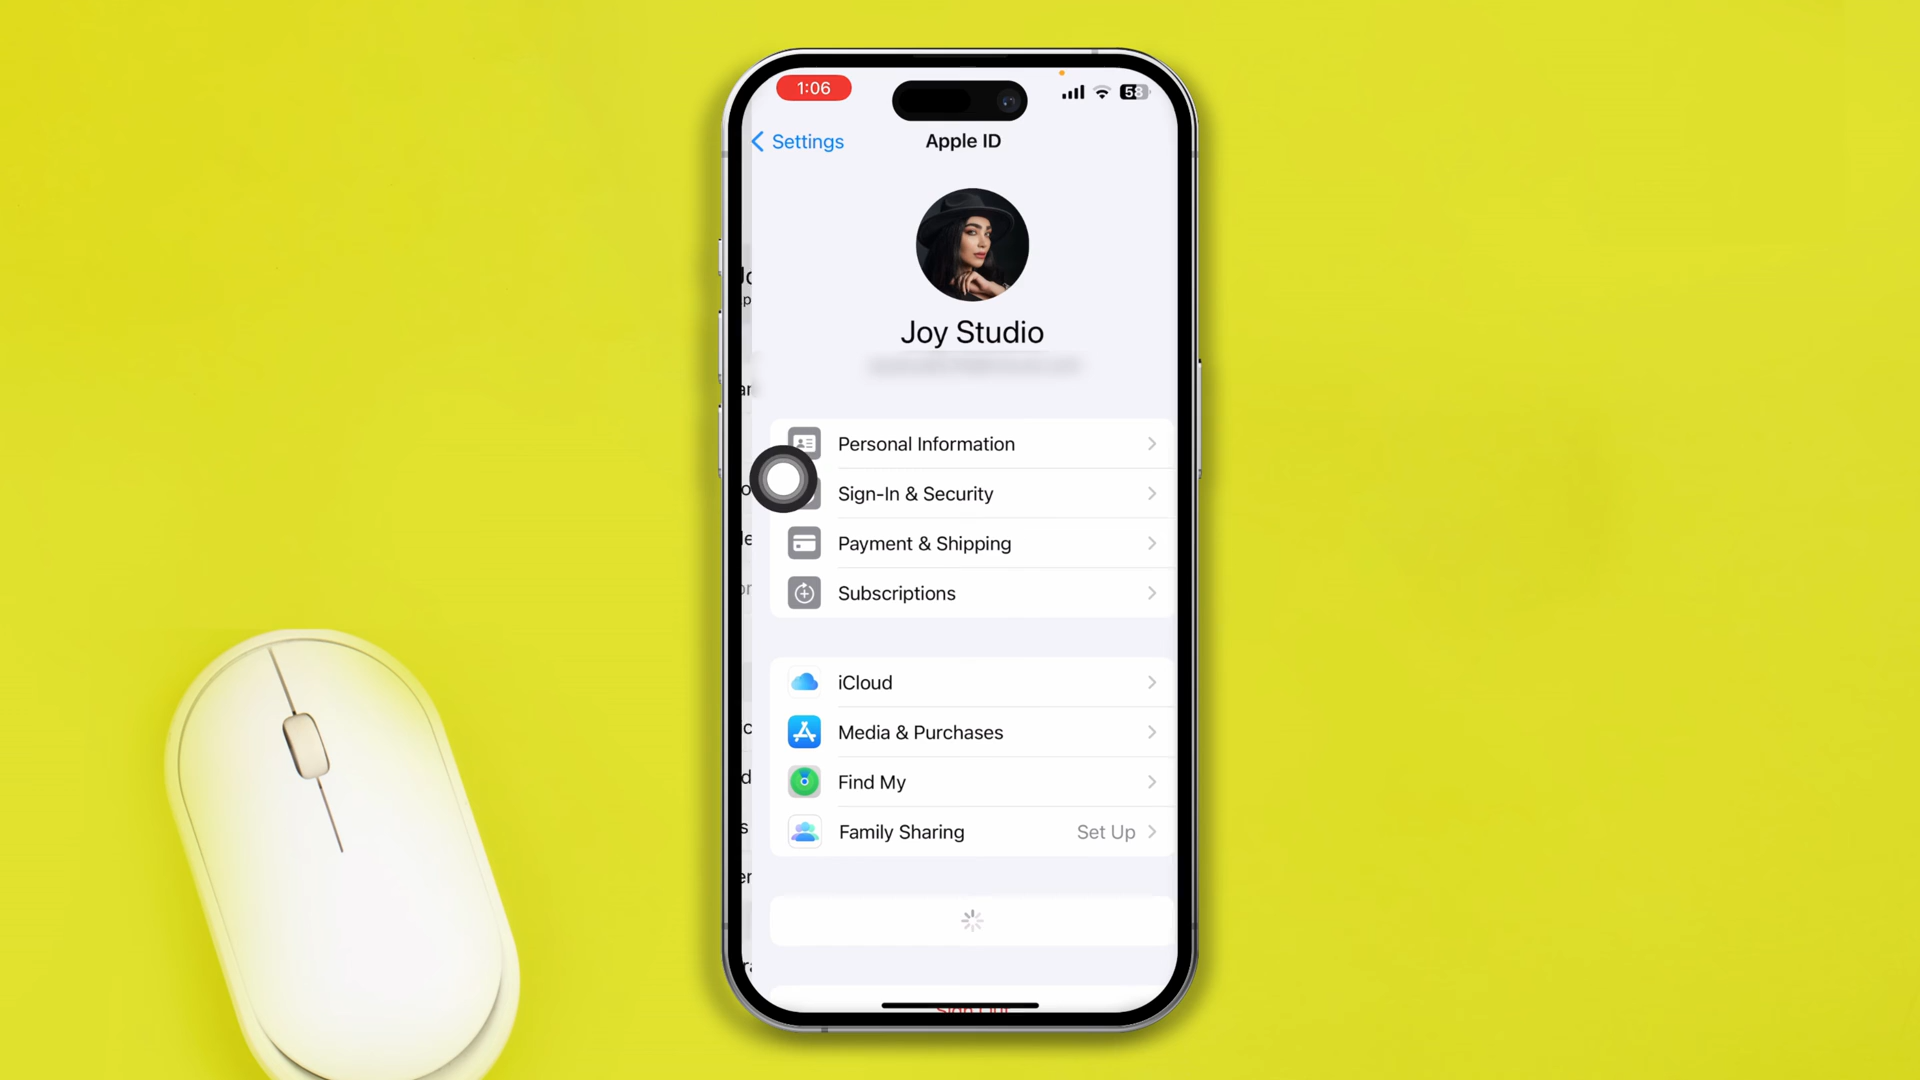 1:06
58
Settings
Apple ID
Joy Studio
Personal Information
Sign-In & Security
Payment & Shipping
Subscriptions
iCloud
Media & Purchases
Find My
Family Sharing Set Up